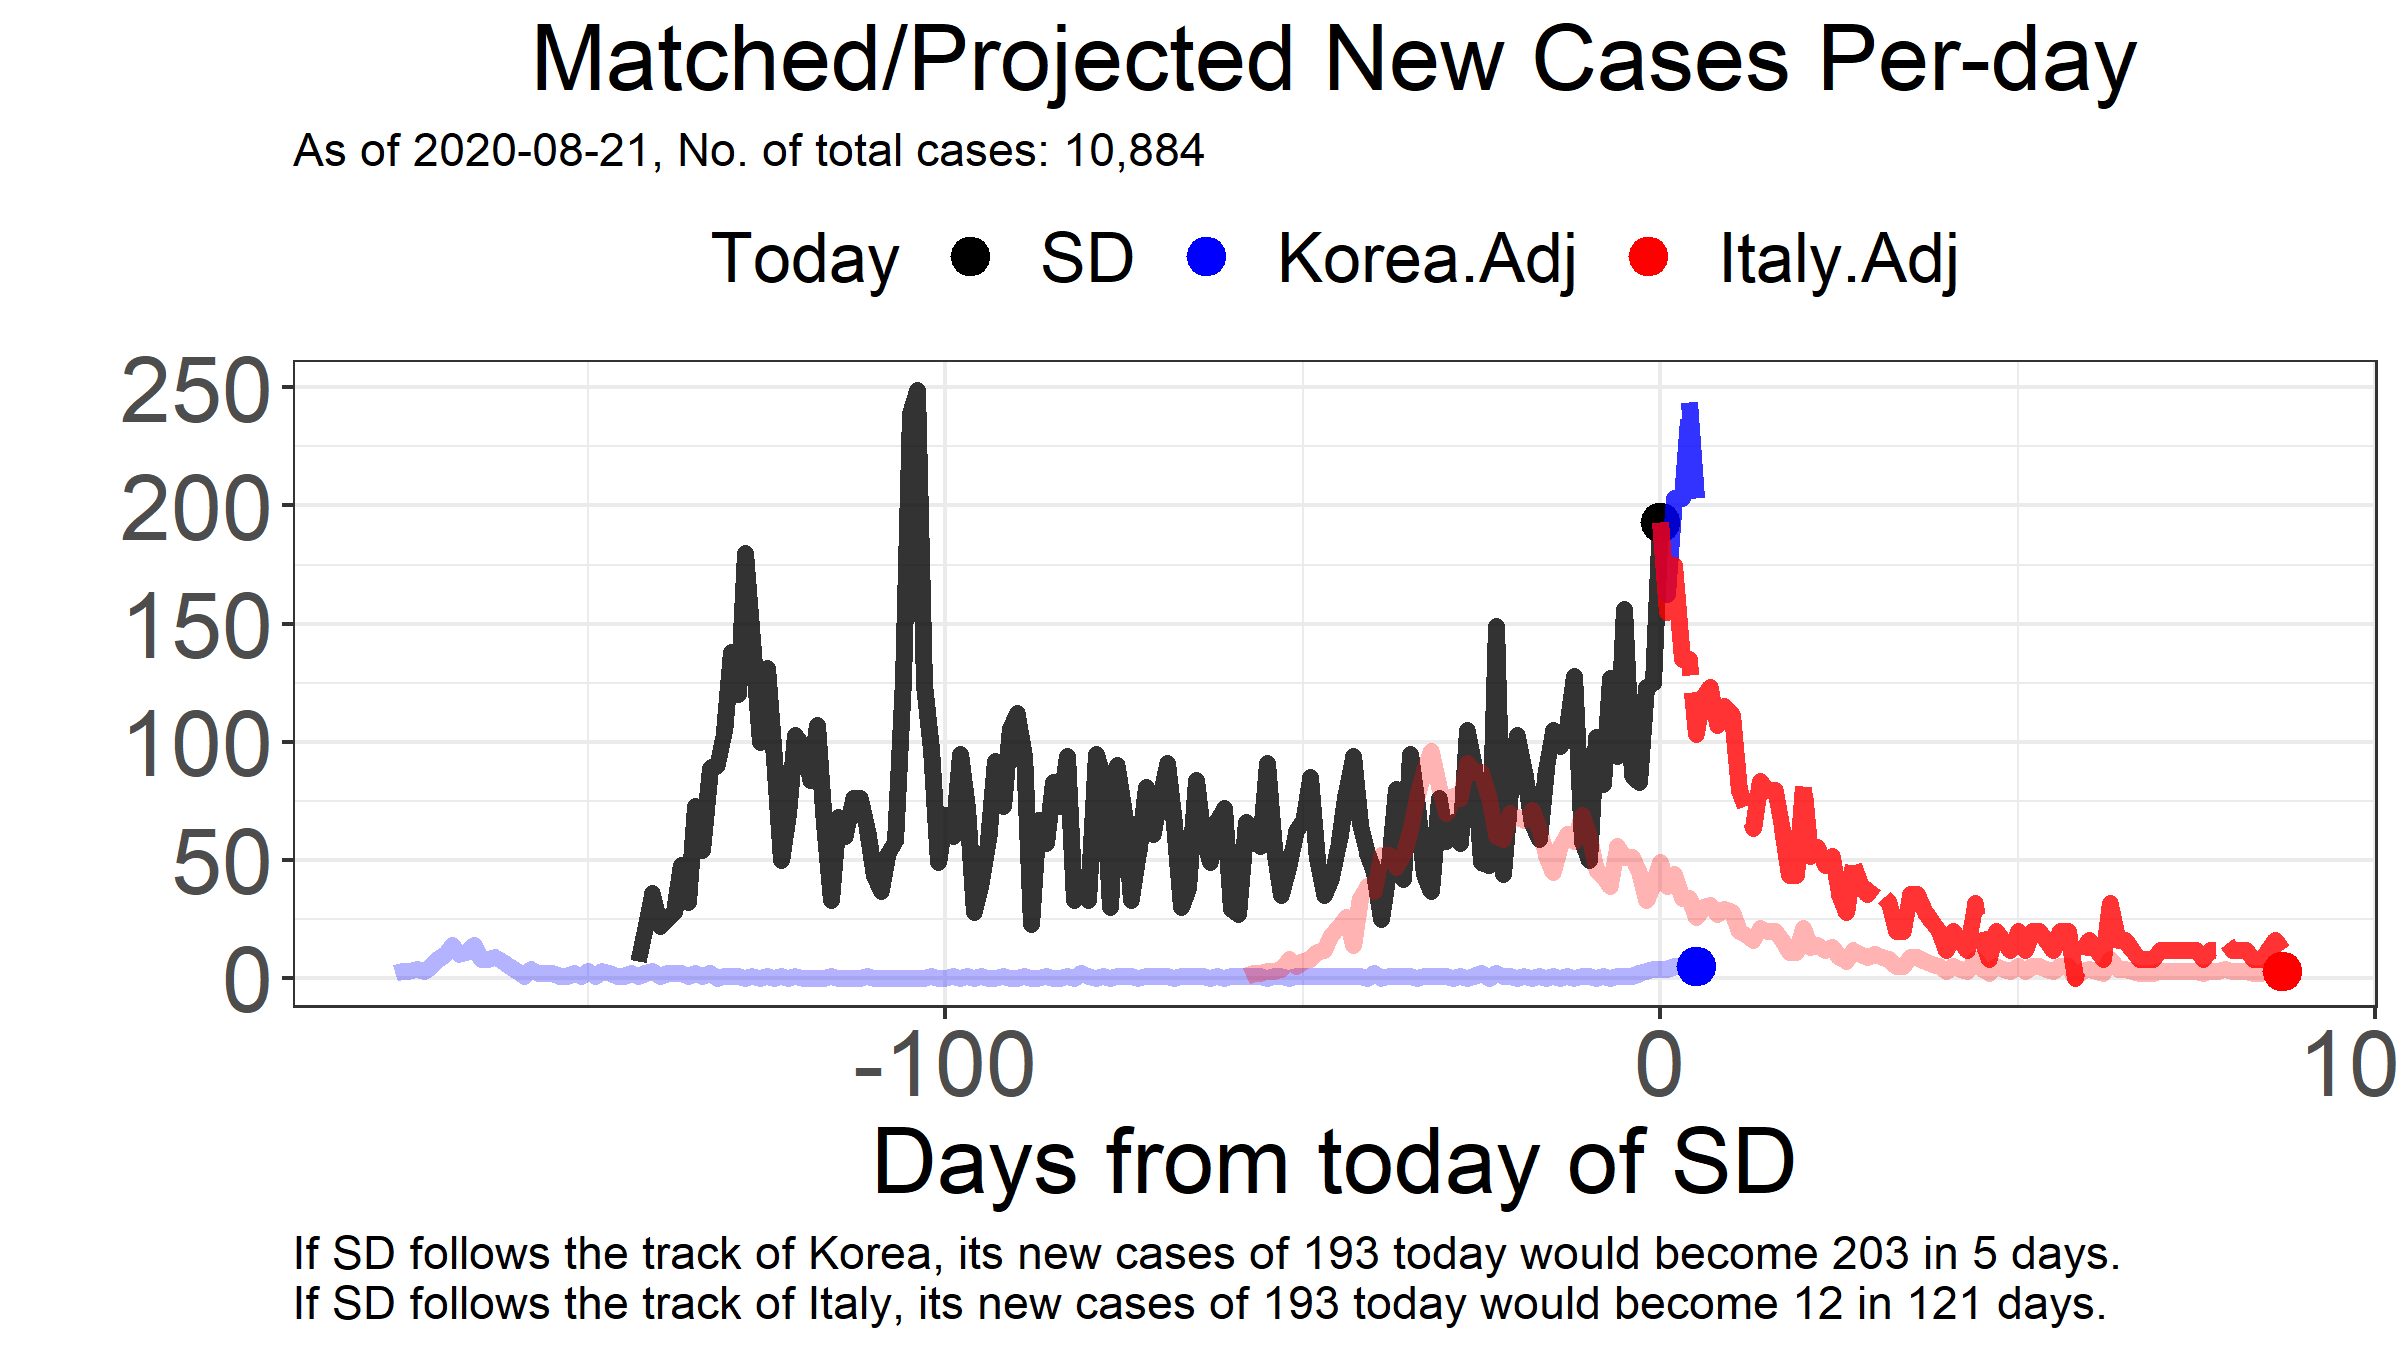 Matched/Projected New Cases Per-day
As of 2020-08-21, No. of total cases: 10,884
Today SD Korea.Adj Italy.Adj
250
200
150
100
50
0
-100 0 10
Days from today of SD
If SD follows the track of Korea, its new cases of 193 today would become 203 in 5 days.
If SD follows the track of Italy, its new cases of 193 today would become 12 in 121 days.